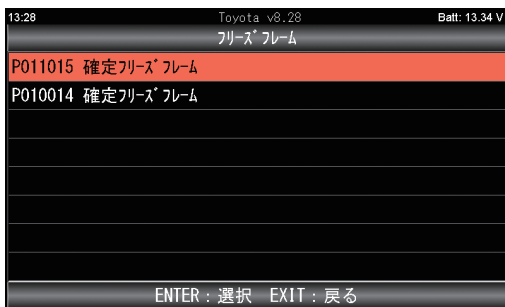 13:28 Toyota v8.28 Batt: 13.34 V
ﾌﾘｰｽﾞﾌﾚｰﾑ
P011015 確定ﾌﾘｰｽﾞﾌﾚｰﾑ
P010014 確定ﾌﾘｰｽﾞﾌﾚｰﾑ
ENTER：選択 EXIT：戻る